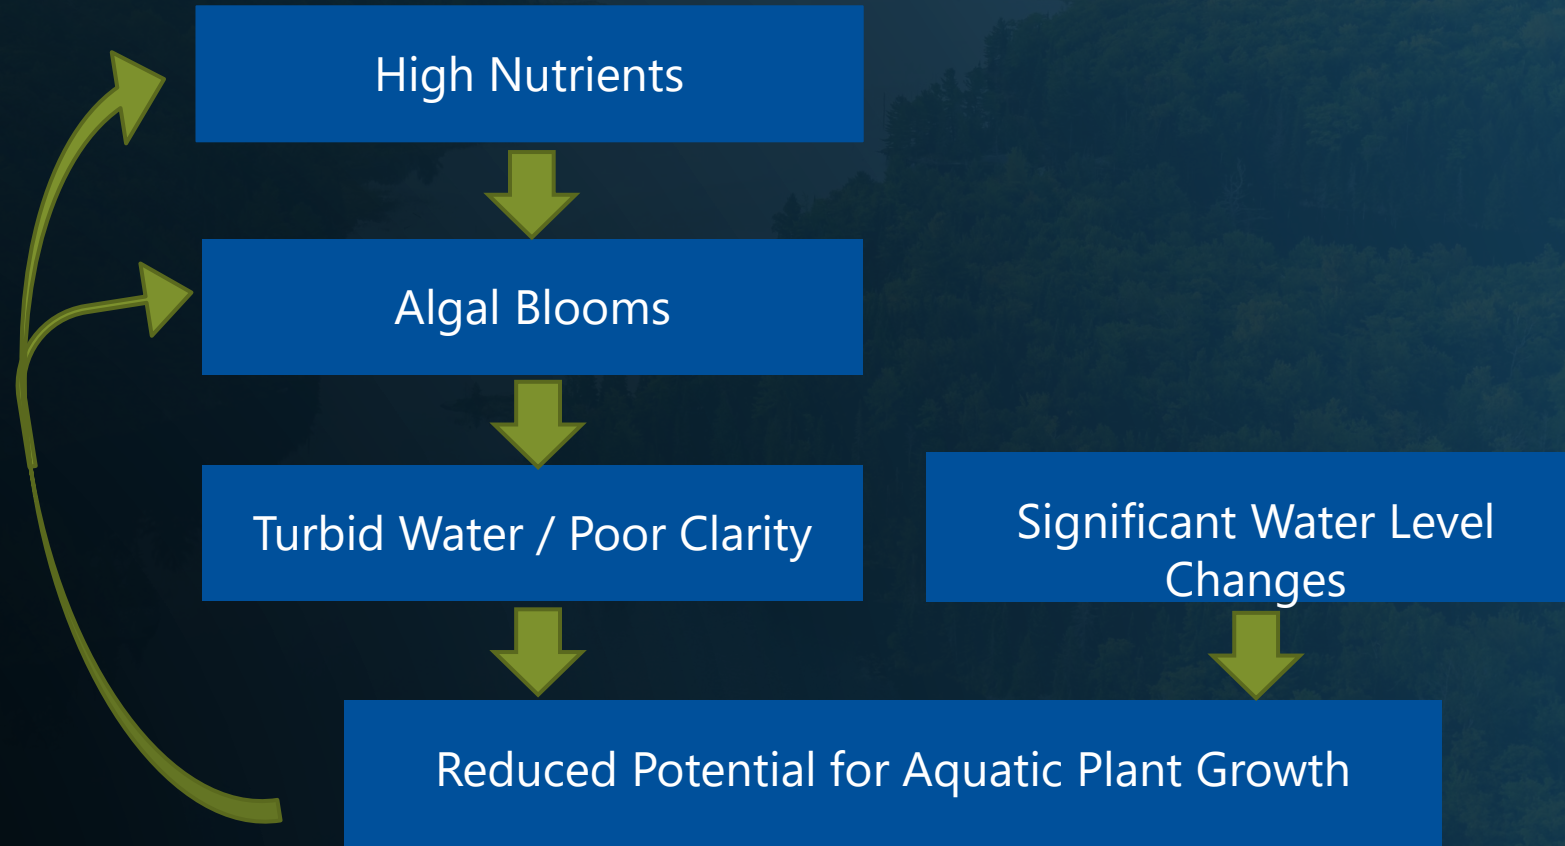 High Nutrients
Algal Blooms
Turbid Water / Poor Clarity
Significant Water Level
Changes
Reduced Potential for Aquatic Plant Growth